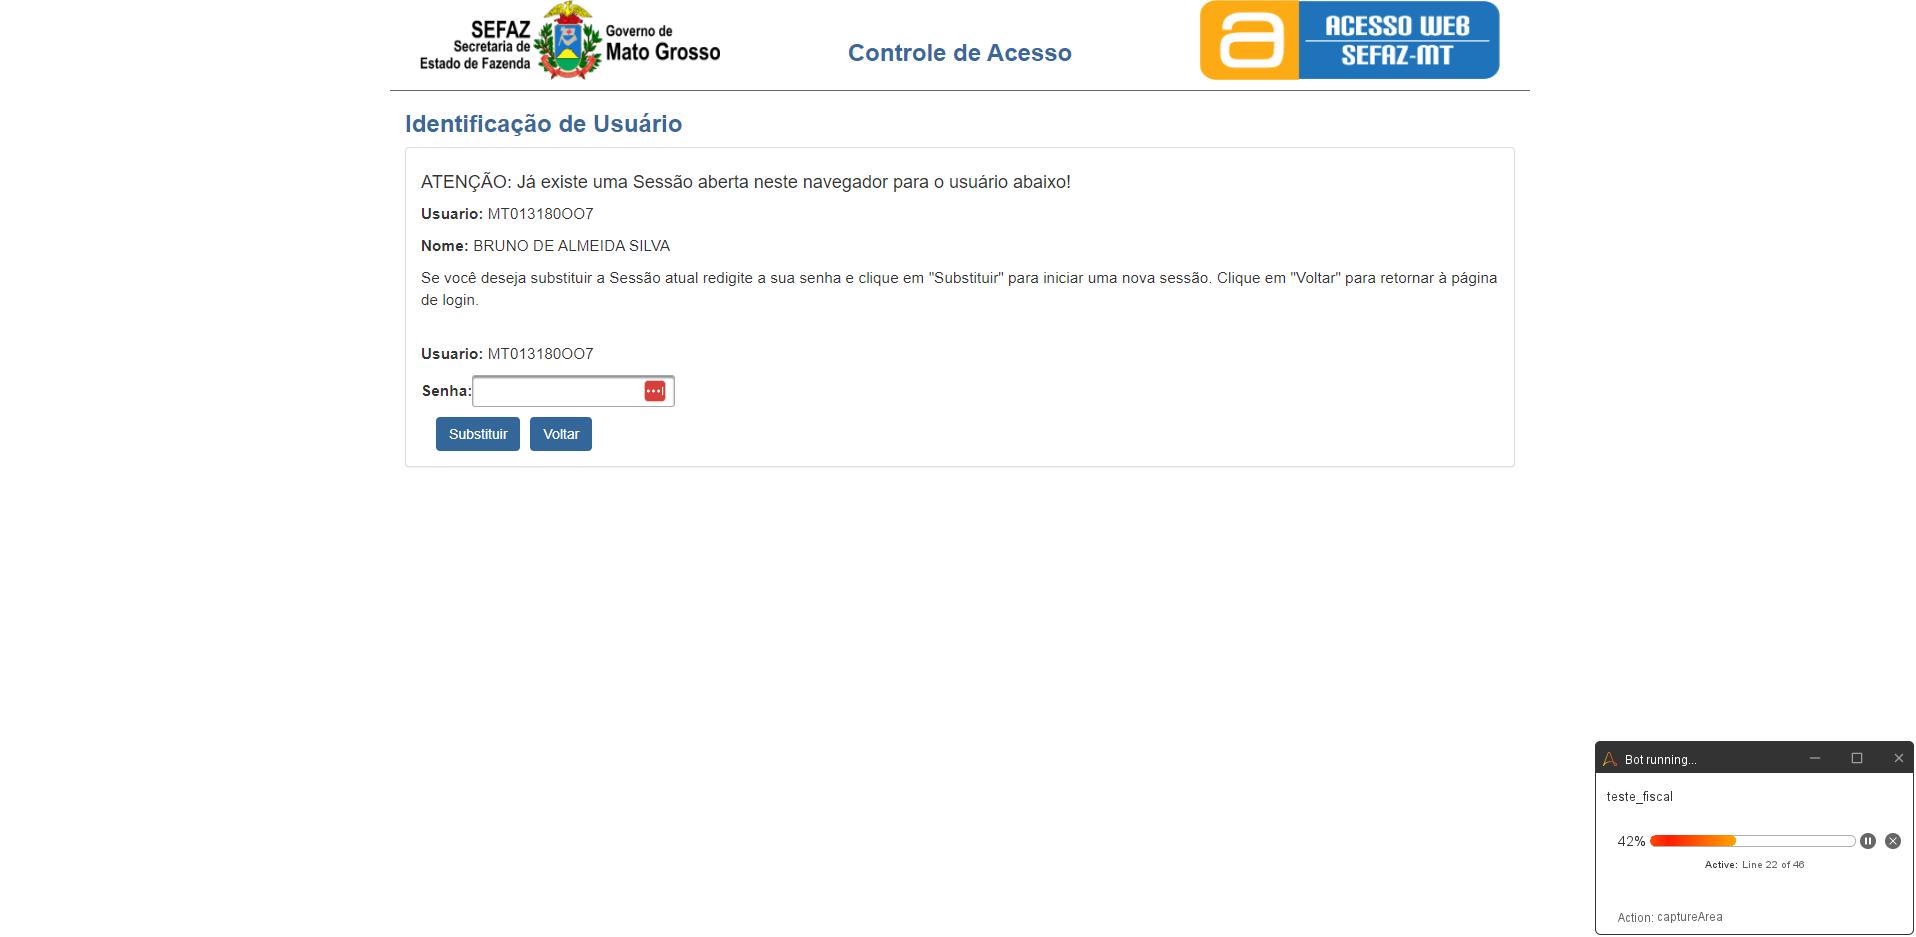 SEFAZ
Secretaria de
Estado de Fazenda
Governo de
Mato Grosso
Controle de Acesso
a
ACESSO WEB
SEFAZ-MT
Identificação de Usuário
ATENÇÃO: Já existe uma Sessão aberta neste navegador para o usuário abaixo!
Usuario: MT013180OO7
Nome: BRUNO DE ALMEIDA SILVA
Se você deseja substituir a Sessão atual redigite a sua senha e clique em "Substituir" para iniciar uma nova sessão. Clique em "Voltar" para retornar à página
de login.
Usuario: MT013180OO7
Senha:
Substituir
Voltar
Bot running...
teste_fiscal
42%
Active: Line 22 of 46
Action: captureArea